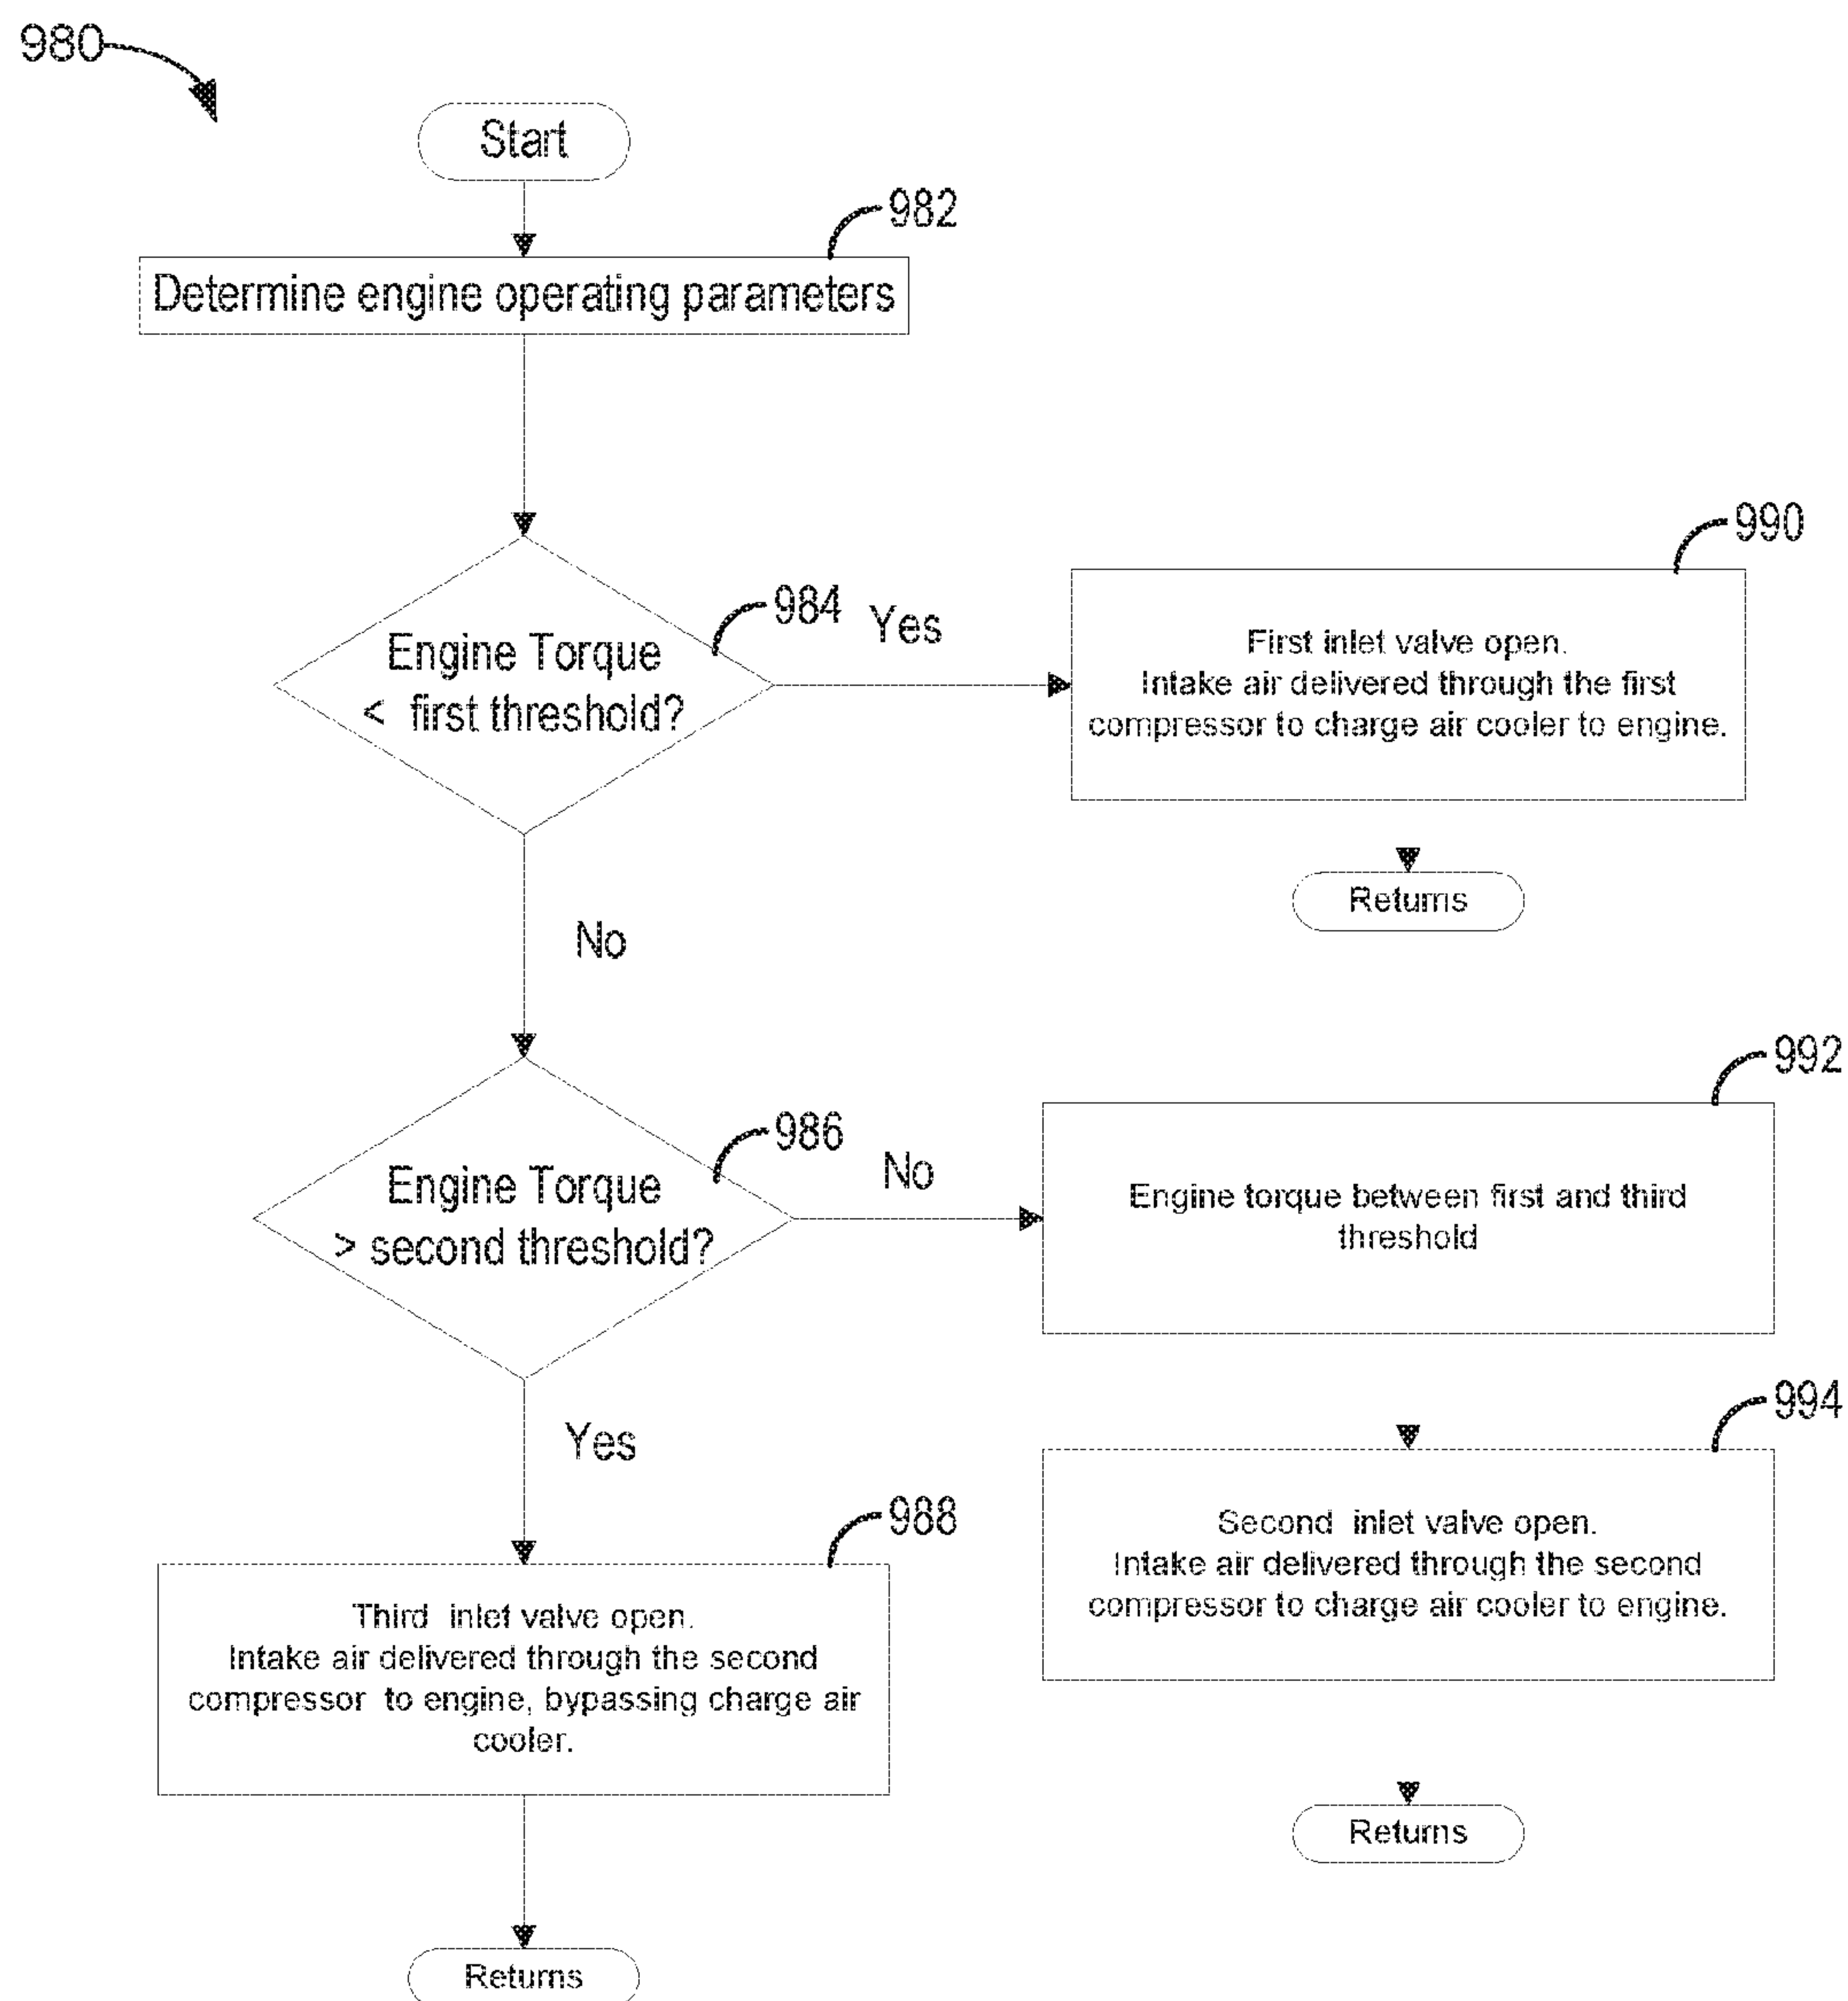 980
Start
982
Determine engine operating parameters
984
Engine Torque
< first threshold?
Yes
990
First inlet valve open.
Intake air delivered through the first
compressor to charge air cooler to engine.
Returns
No
986
Engine Torque
> second threshold?
No
992
Engine torque between first and third
threshold
Yes
994
Second inlet valve open.
Intake air delivered through the second
compressor to charge air cooler to engine.
Returns
988
Third inlet valve open.
Intake air delivered through the second
compressor to engine, bypassing charge air
cooler.
Returns